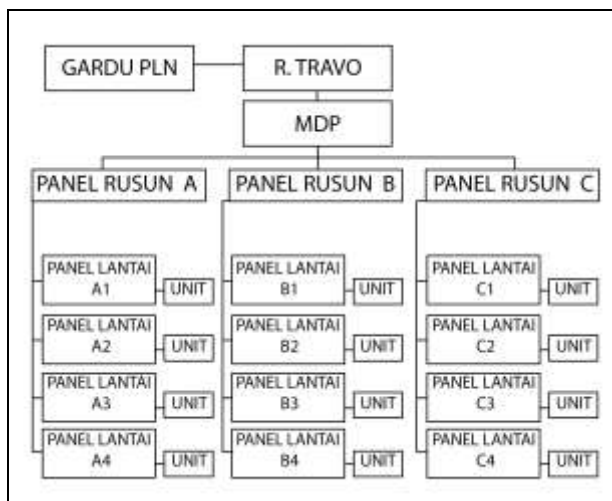 GARDU PLN
R. TRAVO
MDP
PANEL RUSUN A
PANEL RUSUN B
PANEL RUSUN C
PANEL LANTAI
A1
UNIT
PANEL LANTAI
B1
UNIT
PANEL LANTAI
C1
UNIT
PANEL LANTAI
A2
UNIT
PANEL LANTAI
B2
UNIT
PANEL LANTAI
C2
UNIT
PANEL LANTAI
A3
UNIT
PANEL LANTAI
B3
UNIT
PANEL LANTAI
C3
UNIT
PANEL LANTAI
A4
UNIT
PANEL LANTAI
B4
UNIT
PANEL LANTAI
C4
UNIT